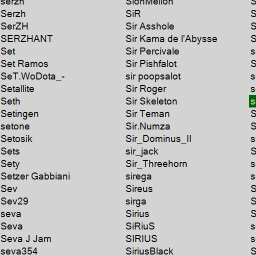 serzh SionMellon
Serzh SiR S
SerZH Sir Asshole S
SERZHANT Sir Kama de l'Abysse S
Set Sir Percivale s
Set Ramos Sir Pishfalot s
SeT.WoDota_- sir poopsalot s
Setallite Sir Roger s
Seth Sir Skeleton s
Setingen Sir Teman S
setone Sir.Numza S
Setosik Sir_Dominus_II s
Sets sir_jack S
Sety Sir_Threehorn s
Setzer Gabbiani sirega s
Sev Sireus s
Sev29 sirga s
seva Sirius S
Seva SiRiuS s
Seva J Jam SIRIUS s
seva354 SiriusBlack S